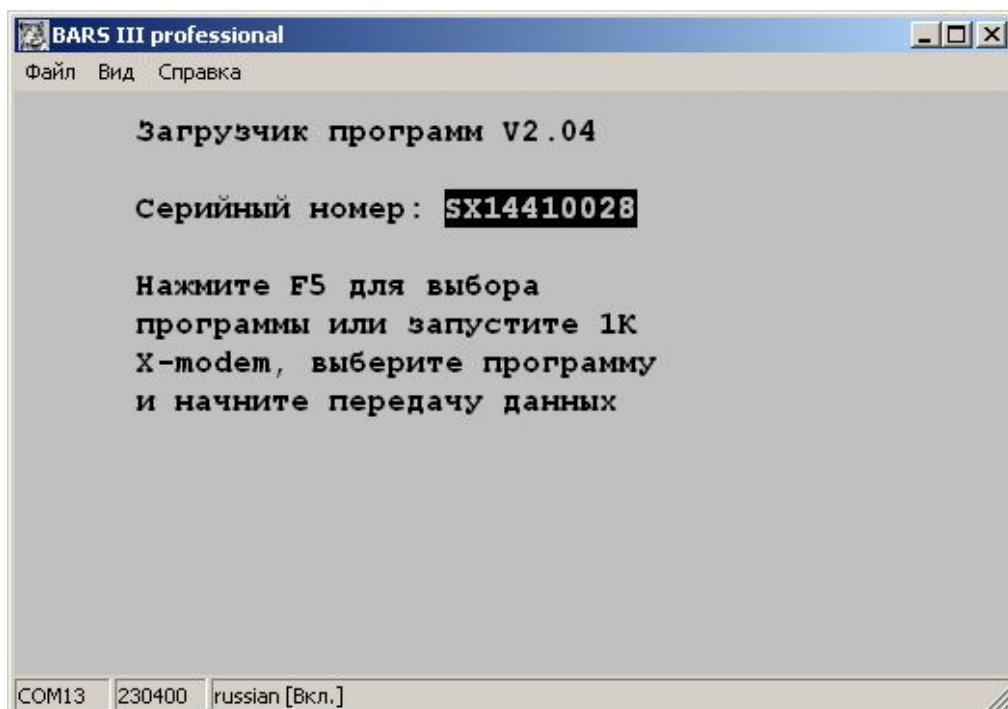 BARS III professional
Файл Вид Справка
Загрузчик программ V2.04
Серийный номер: SX14410028
Нажмите F5 для выбора
программы или запустите 1К
X-modem, выберите программу
и начните передачу данных
COM13 230400 russian [Вкл.]